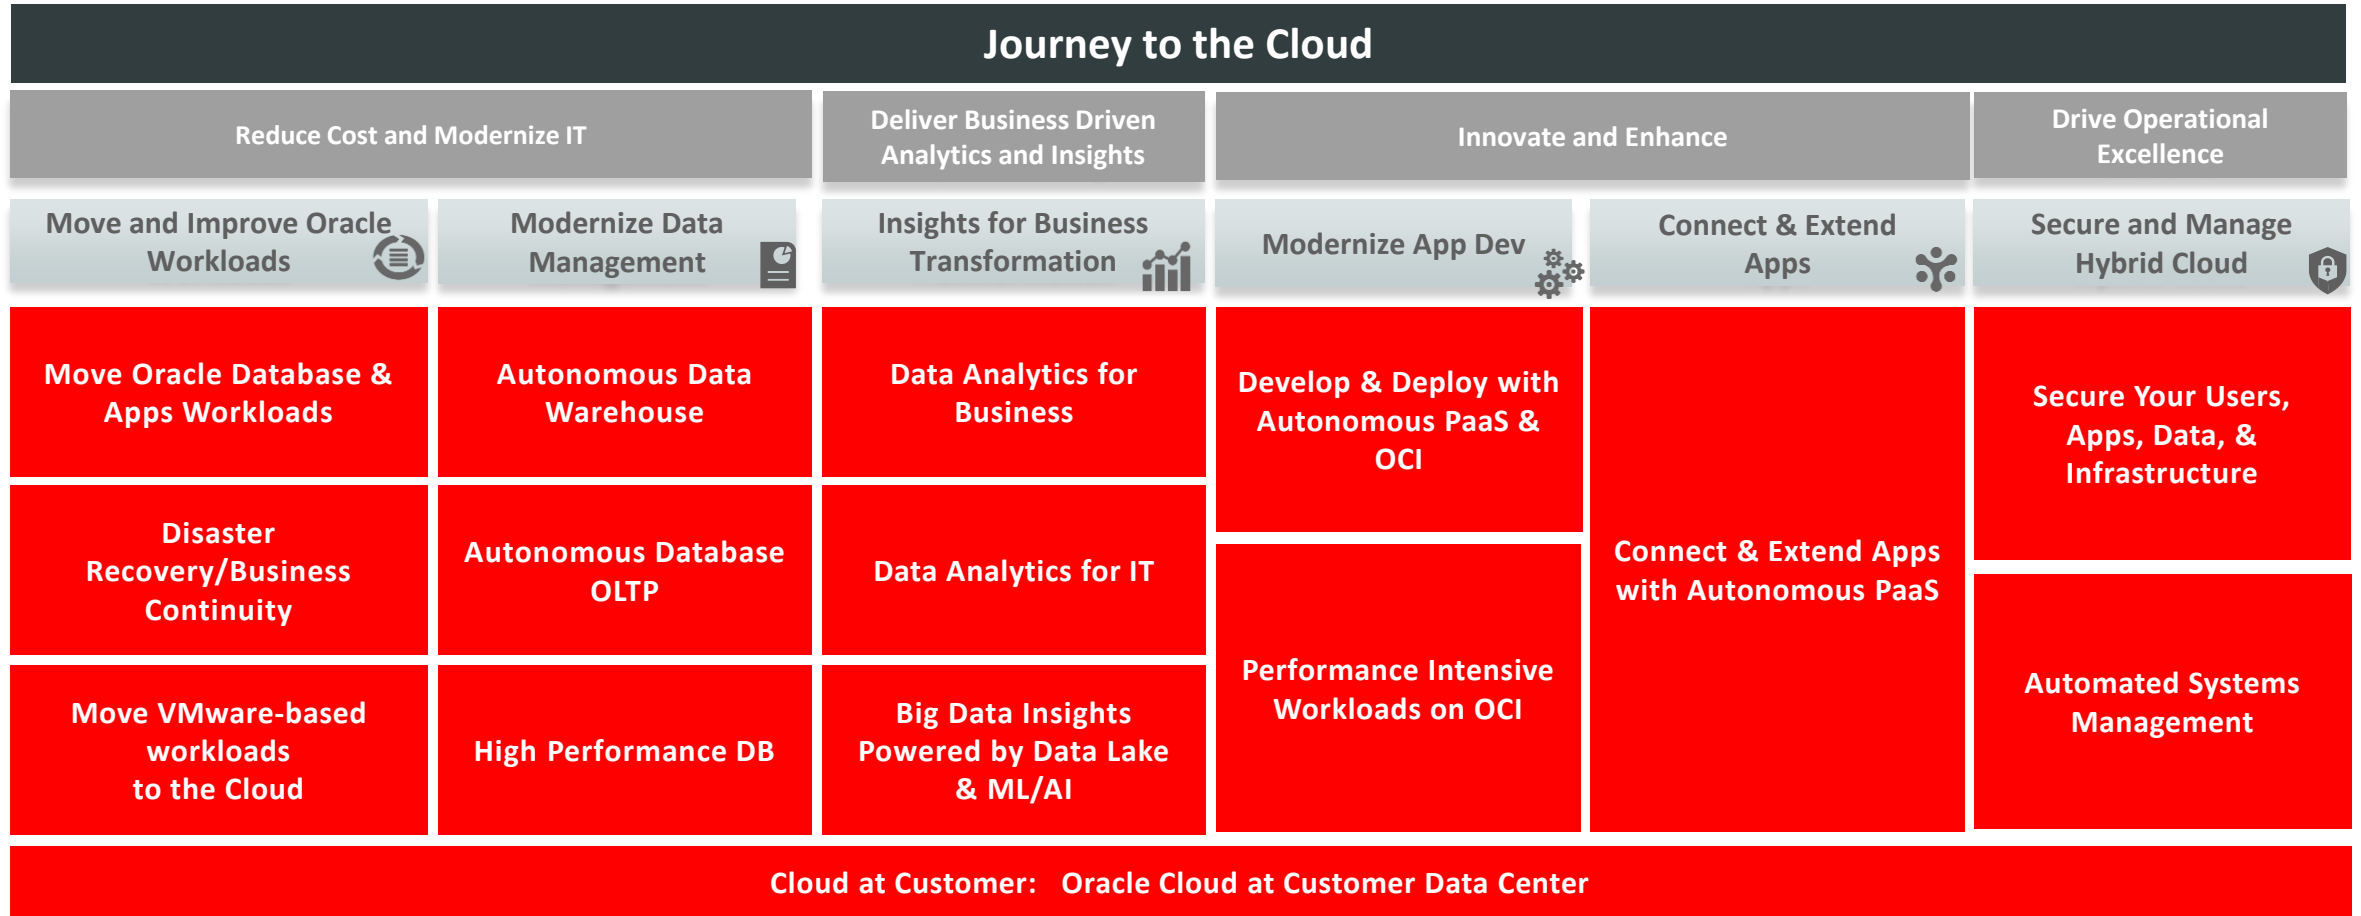 Journey to the Cloud
Reduce Cost and Modernize IT
Deliver Business Driven
Analytics and Insights
Innovate and Enhance
Drive Operational
Excellence
Move and Improve Oracle
Workloads
Modernize Data
Management
Insights for Business
Transformation
Modernize App Dev
Connect & Extend
Apps
Secure and Manage
Hybrid Cloud
Move Oracle Database &
Apps Workloads
Disaster
Recovery/Business
Continuity
Move VMware-based
workloads
to the Cloud
Autonomous Data
Warehouse
Autonomous Database
OLTP
High Performance DB
Data Analytics for
Business
Data Analytics for IT
Big Data Insights
Powered by Data Lake
& ML/AI
Develop & Deploy with
Autonomous PaaS &
OCI
Performance Intensive
Workloads on OCI
Connect & Extend Apps
with Autonomous PaaS
Secure Your Users,
Apps, Data, &
Infrastructure
Automated Systems
Management
Cloud at Customer: Oracle Cloud at Customer Data Center